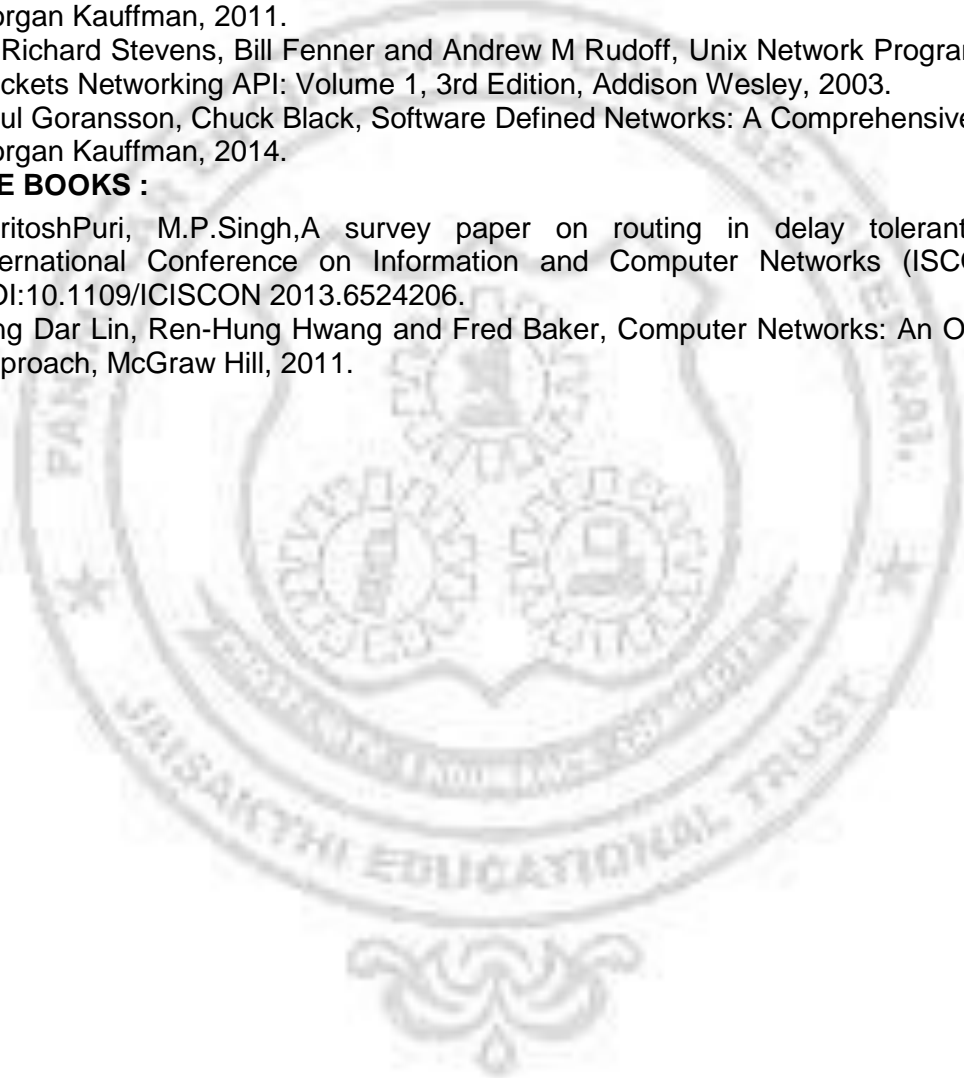 organ Kauffman, 2011.
Richard Stevens, Bill Fenner and Andrew M Rudoff, Unix Network Program
ckets Networking API: Volume 1, 3rd Edition, Addison Wesley, 2003.
ul Goransson, Chuck Black, Software Defined Networks: A Comprehensive
organ Kauffman, 2014.
E BOOKS :
ritoshPuri, M.P.Singh,A survey paper on routing in delay tolerant
ernational Conference on Information and Computer Networks (ISCO
OI:10.1109/ICISCON 2013.6524206.
ng Dar Lin, Ren-Hung Hwang and Fred Baker, Computer Networks: An O
proach, McGraw Hill, 2011.
JAISAKTHI EDUCATIONAL TRUST